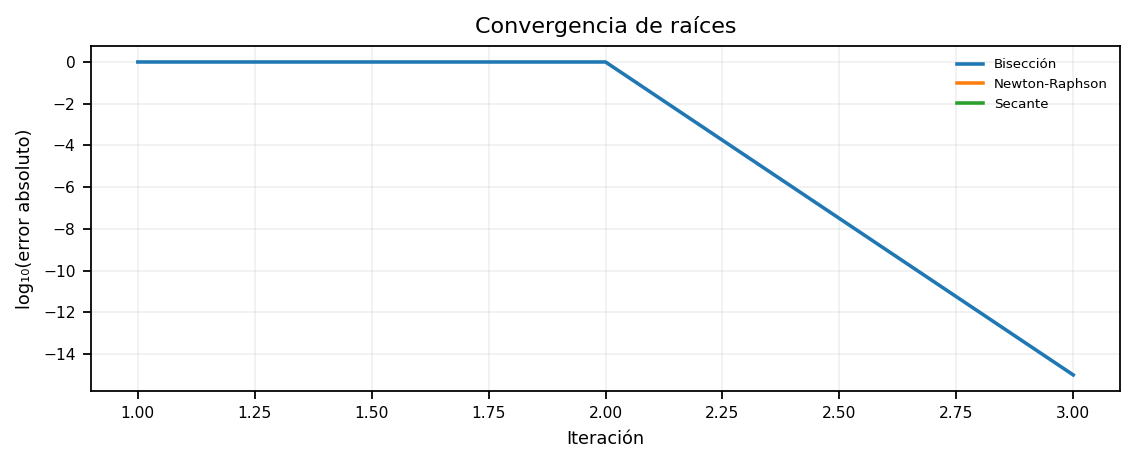 Convergencia de raíces
log₁₀(error absoluto)
0
−2
−4
−6
−8
−10
−12
−14
Bisección
Newton-Raphson
Secante
1.00 1.25 1.50 1.75 2.00 2.25 2.50 2.75 3.00
Iteración